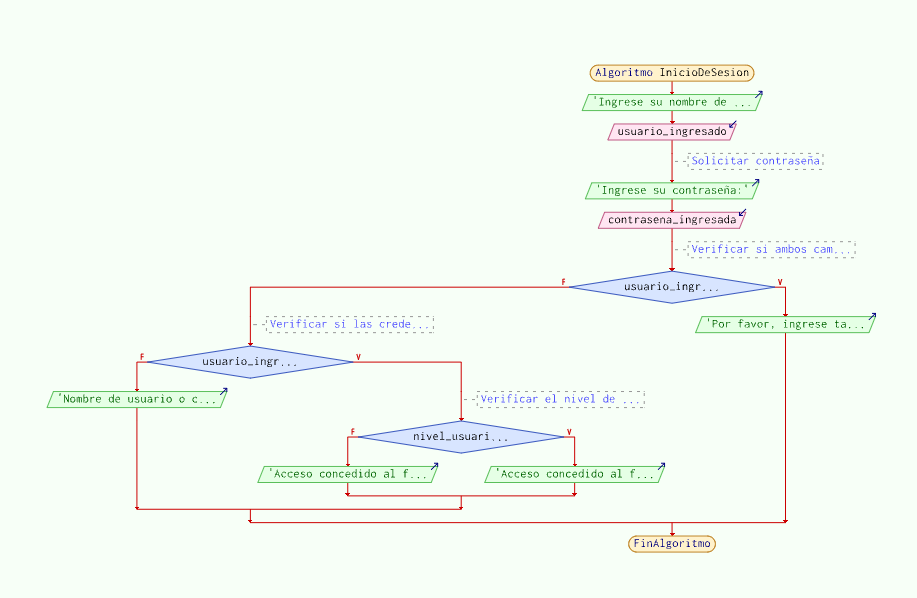 Algoritmo InicioDeSesion
'Ingrese su nombre de ...
usuario_ingresado
Solicitar contraseña
'Ingrese su contraseña:'
contrasena_ingresada
Verificar si ambos cam...
F
usuario_ingr...
V
Verificar si las crede...
'Por favor, ingrese ta...
F
usuario_ingr...
V
'Nombre de usuario o c...
Verificar el nivel de ...
F
nivel_usuari...
V
'Acceso concedido al f...
'Acceso concedido al f...
FinAlgoritmo